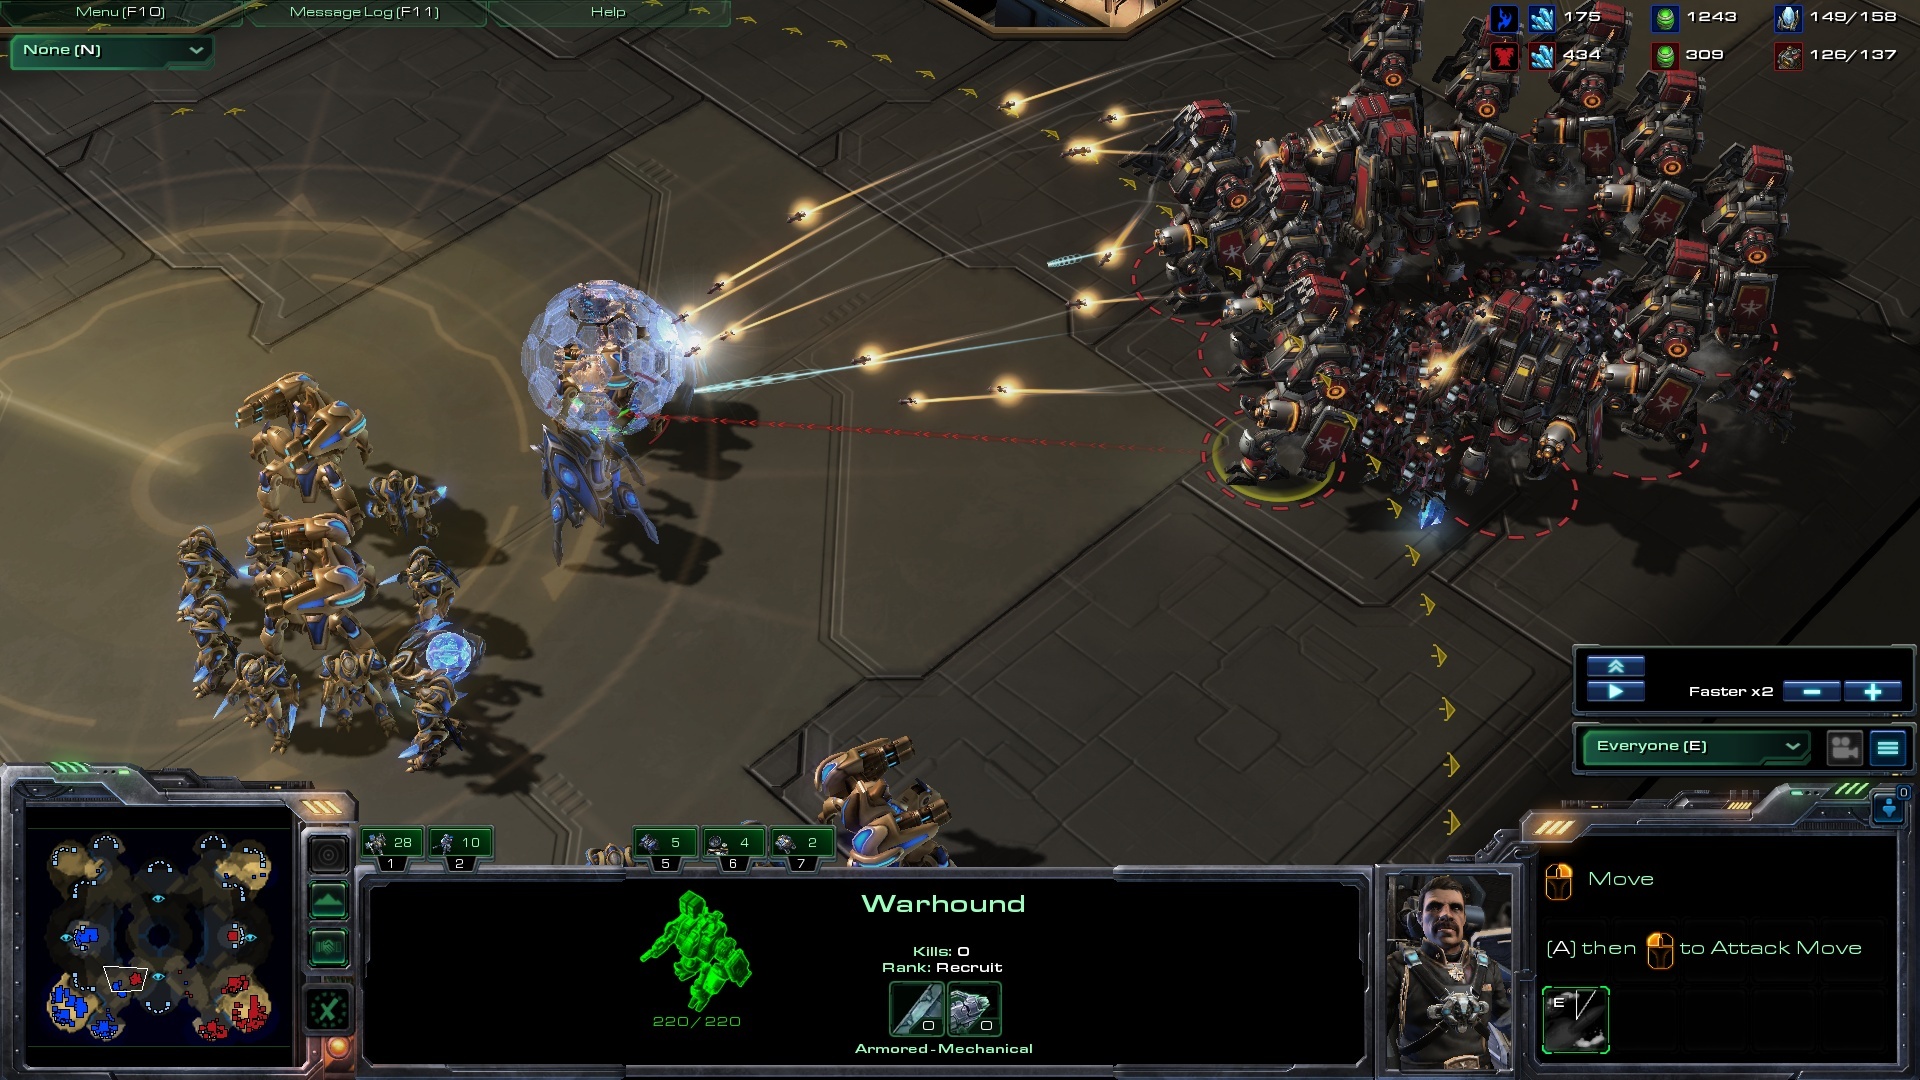 Menu (F10)
Message Log (F11)
Help
None (N)
175
1243
149/158
434
309
126/137
Faster x2
Everyone (E)
0
28
10
5
4
2
1
2
5
6
7
Warhound
Kills: 0
Rank: Recruit
0
0
220/220
Armored-Mechanical
Move
(A) then to Attack Move
E